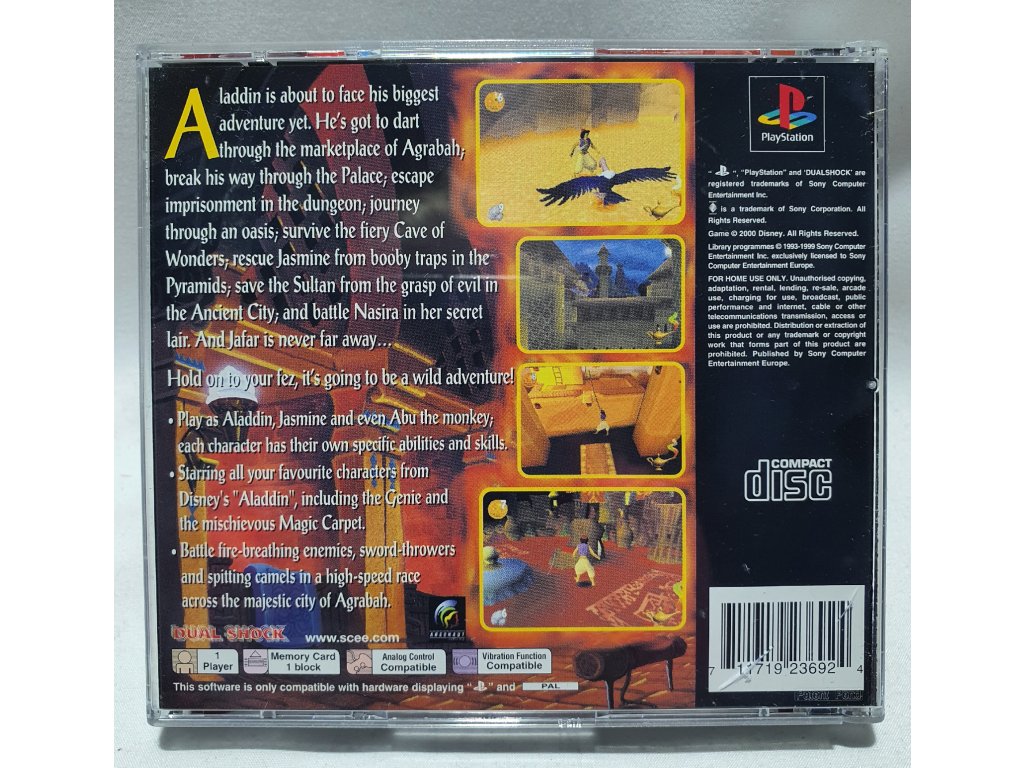 Aladdin is about to face his biggest
adventure yet. He's got to dart
through the marketplace of Agrabah;
break his way through the Palace; escape
imprisonment in the dungeon; journey
through an oasis; survive the fiery Cave of
Wonders; rescue Jasmine from booby traps in the
Pyramids; save the Sultan from the grasp of evil in
the Ancient City; and battle Nasira in her secret
lair. And Jafar is never far away...
Hold on to your fez, it's going to be a wild adventure!
• Play as Aladdin, Jasmine and even Abu the monkey;
each character has their own specific abilities and skills.
• Starring all your favourite characters from
Disney's "Aladdin", including the Genie and
the mischievous Magic Carpet.
• Battle fire-breathing enemies, sword-throwers
and spitting camels in a high-speed race
across the majestic city of Agrabah.
DUAL SHOCK
www.scee.com
ARGONAUT
1
Player
Memory Card
1 block
Analog Control
Compatible
Vibration Function
Compatible
This software is only compatible with hardware displaying " " and PAL
PlayStation
" ", "PlayStation" and 'DUALSHOCK' are
registered trademarks of Sony Computer
Entertainment Inc.
is a trademark of Sony Corporation. All
Rights Reserved.
Game © 2000 Disney. All Rights Reserved.
Library programmes © 1993-1999 Sony Computer
Entertainment Inc. exclusively licensed to Sony
Computer Entertainment Europe.
FOR HOME USE ONLY. Unauthorised copying,
adaptation, rental, lending, re-sale, arcade
use, charging for use, broadcast, public
performance and internet, cable or other
telecommunications transmission, access or
use are prohibited. Distribution or extraction of
this product or any trademark or copyright
work that forms part of this product are
prohibited. Published by Sony Computer
Entertainment Europe.
COMPACT
disc
7 11719 23692 4